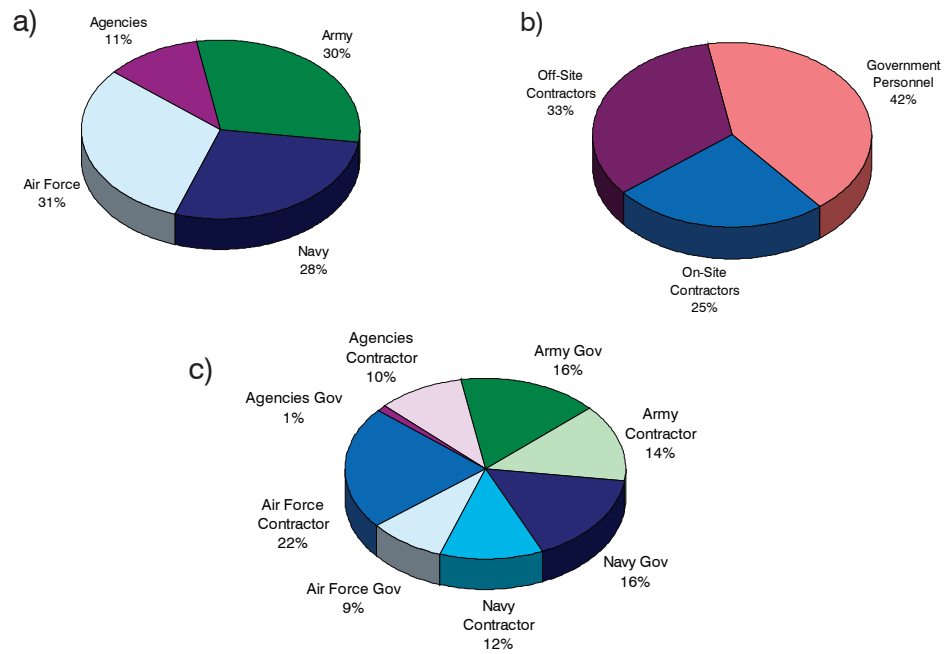 a)
Agencies
11%
Army
30%
Air Force
31%
Navy
28%
b)
Off-Site
Contractors
33%
Government
Personnel
42%
On-Site
Contractors
25%
c)
Agencies
Contractor
10%
Army Gov
16%
Agencies Gov
1%
Army
Contractor
14%
Air Force
Contractor
22%
Navy Gov
16%
Air Force Gov
9%
Navy
Contractor
12%